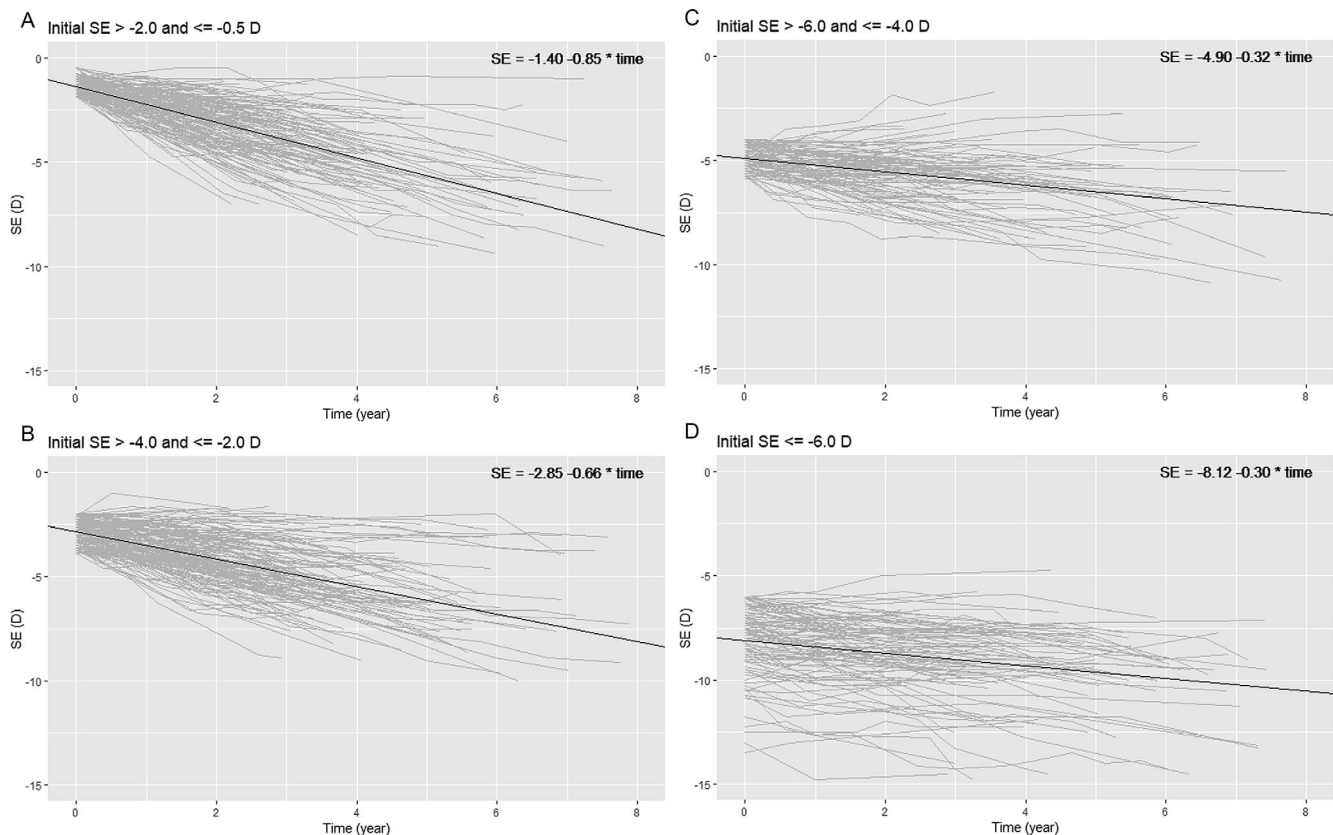 A
Initial SE > -2.0 and <= -0.5 D
SE = -1.40 -0.85 * time
0
-5
-10
-15
SE (D)
0 2 4 6 8
Time (year)
B
Initial SE > -4.0 and <= -2.0 D
SE = -2.85 -0.66 * time
0
-5
-10
-15
SE (D)
0 2 4 6 8
Time (year)
C
Initial SE > -6.0 and <= -4.0 D
SE = -4.90 -0.32 * time
0
-5
-10
-15
SE (D)
0 2 4 6 8
Time (year)
D
Initial SE <= -6.0 D
SE = -8.12 -0.30 * time
0
-5
-10
-15
SE (D)
0 2 4 6 8
Time (year)